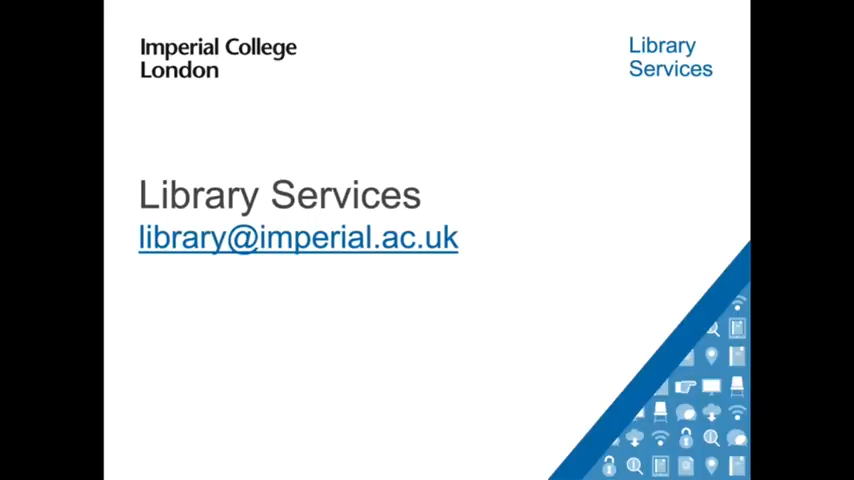 Imperial College
London
Library
Services
Library Services
library@imperial.ac.uk